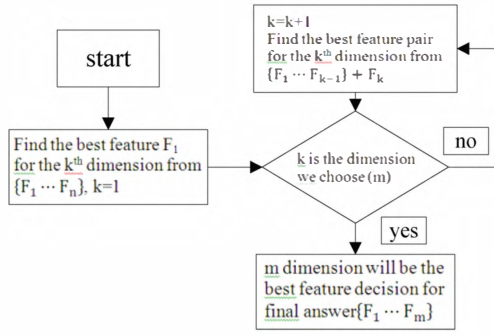 start
Find the best feature F₁
for the kᵗʰ dimension from
{F₁ ⋯ Fₙ}, k=1
k=k+1
Find the best feature pair
for the kᵗʰ dimension from
{F₁ ⋯ Fₖ₋₁} + Fₖ
k is the dimension
we choose (m)
no
yes
m dimension will be the
best feature decision for
final answer{F₁ ⋯ Fₘ}